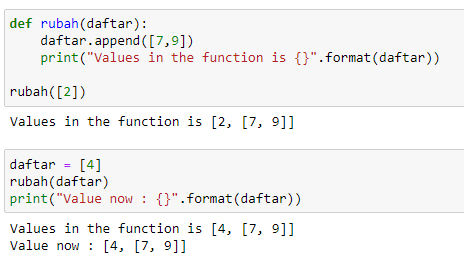 def rubah(daftar):
    daftar.append([7,9])
    print("Values in the function is {}".format(daftar))
rubah([2])
Values in the function is [2, [7, 9]]
daftar = [4]
rubah(daftar)
print("Value now : {}".format(daftar))
Values in the function is [4, [7, 9]]
Value now : [4, [7, 9]]